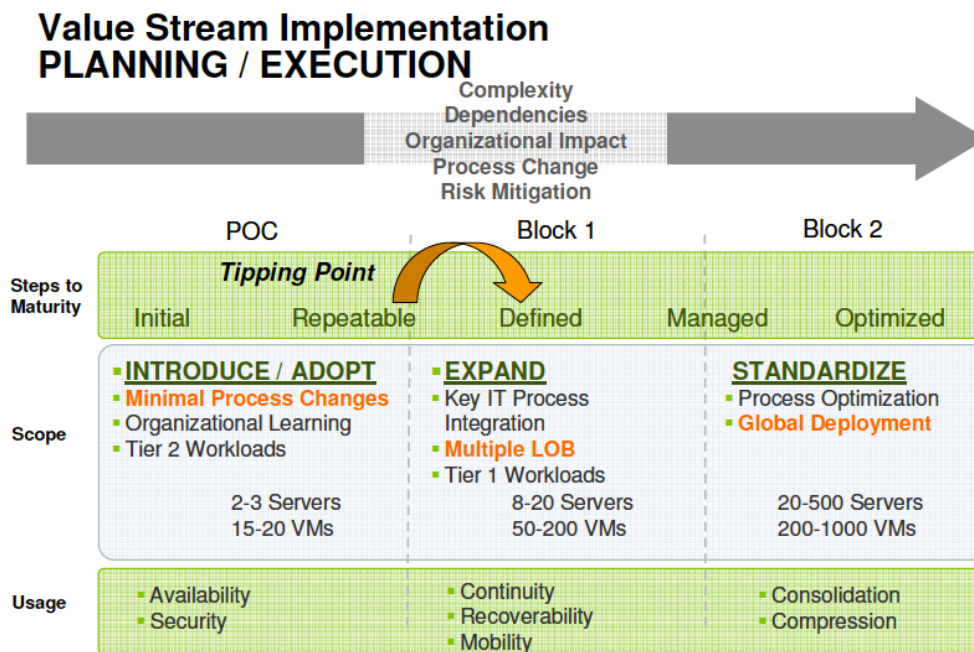 Value Stream Implementation
PLANNING / EXECUTION
Complexity
Dependencies
Organizational Impact
Process Change
Risk Mitigation
POC
Block 1
Block 2
Steps to
Maturity
Tipping Point
Initial
Repeatable
Defined
Managed
Optimized
Scope
INTRODUCE / ADOPT
Minimal Process Changes
Organizational Learning
Tier 2 Workloads
2-3 Servers
15-20 VMs
EXPAND
Key IT Process
Integration
Multiple LOB
Tier 1 Workloads
8-20 Servers
50-200 VMs
STANDARDIZE
Process Optimization
Global Deployment
20-500 Servers
200-1000 VMs
Usage
Availability
Security
Continuity
Recoverability
Mobility
Consolidation
Compression